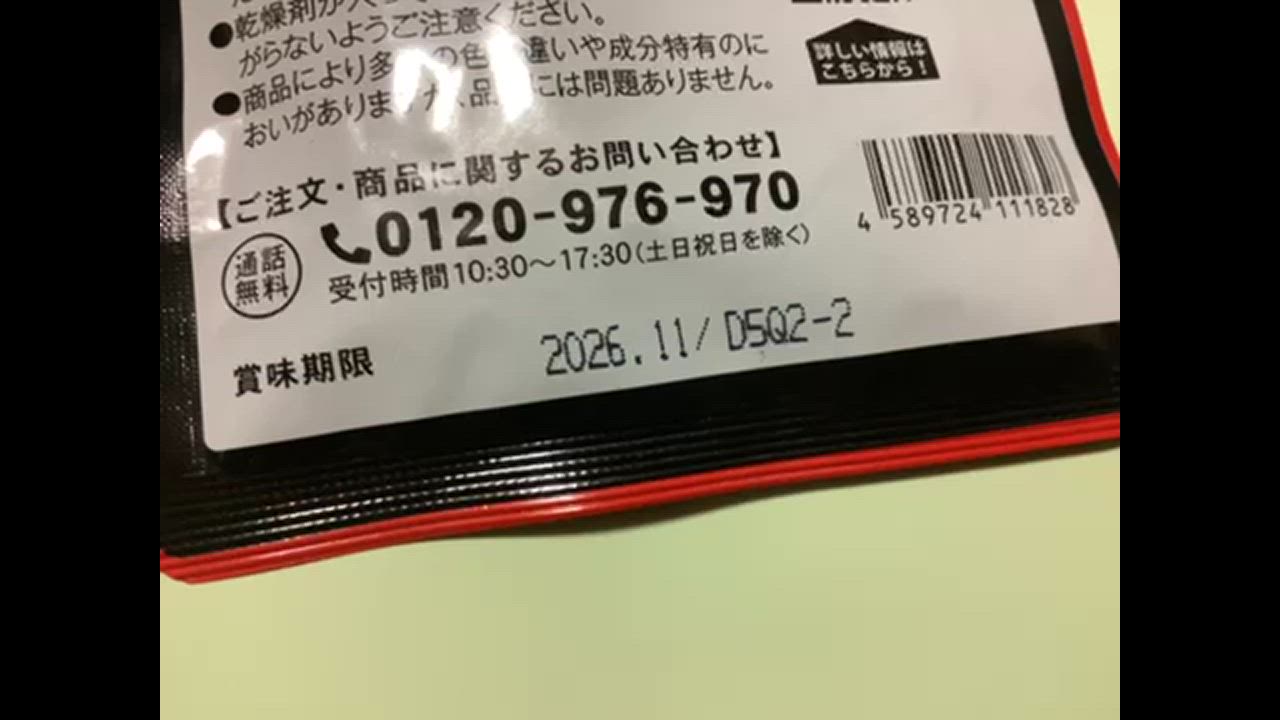 ●乾燥剤が
がらないようご注意ください。
●商品により多 の色 違いや成分特有のに
おいがありますが、品 には問題ありません。
詳しい情報は
こちらから!
【ご注文・商品に関するお問い合わせ】
通話
無料
0120-976-970
受付時間10:30〜17:30(土日祝日を除く)
4 589724 111828
賞味期限
2026.11/ D5Q2-2